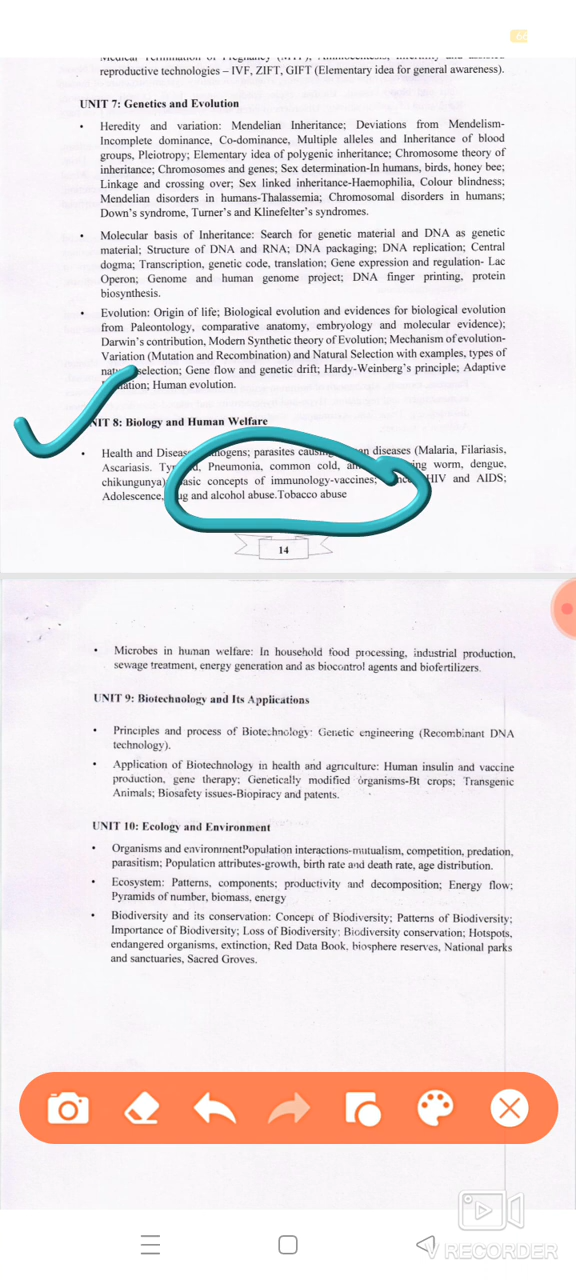 reproductive technologies – IVF, ZIFT, GIFT (Elementary idea for general awareness).
UNIT 7: Genetics and Evolution
• Heredity and variation: Mendelian Inheritance; Deviations from Mendelism-
Incomplete dominance, Co-dominance, Multiple alleles and Inheritance of blood
groups, Pleiotropy; Elementary idea of polygenic inheritance; Chromosome theory of
inheritance; Chromosomes and genes; Sex determination-In humans, birds, honey bee;
Linkage and crossing over; Sex linked inheritance-Haemophilia, Colour blindness;
Mendelian disorders in humans-Thalassemia; Chromosomal disorders in humans;
Down's syndrome, Turner's and Klinefelter's syndromes.
• Molecular basis of Inheritance: Search for genetic material and DNA as genetic
material; Structure of DNA and RNA; DNA packaging; DNA replication; Central
dogma; Transcription, genetic code, translation; Gene expression and regulation- Lac
Operon; Genome and human genome project; DNA finger printing, protein
biosynthesis.
• Evolution: Origin of life; Biological evolution and evidences for biological evolution
from Paleontology, comparative anatomy, embryology and molecular evidence);
Darwin's contribution, Modern Synthetic theory of Evolution; Mechanism of evolution-
Variation (Mutation and Recombination) and Natural Selection with examples, types of
selection; Gene flow and genetic drift; Hardy-Weinberg's principle; Adaptive
Human evolution.
8: Biology and Human Welfare
• Health and parasites diseases (Malaria, Filariasis,
Ascariasis. Pneumonia, common cold, worm, dengue,
chikungunya) basic concepts of immunology-vaccines; HIV and AIDS;
Adolescence, and alcohol abuse.Tobacco abuse
14
• Microbes in human welfare: In household food processing, industrial production,
sewage treatment, energy generation and as biocontrol agents and biofertilizers.
UNIT 9: Biotechnology and Its Applications
• Principles and process of Biotechnology: Genetic engineering (Recombinant DNA
technology).
• Application of Biotechnology in health and agriculture: Human insulin and vaccine
production, gene therapy; Genetically modified organisms-Bt crops; Transgenic
Animals; Biosafety issues-Biopiracy and patents.
UNIT 10: Ecology and Environment
• Organisms and environmentPopulation interactions-mutualism, competition, predation,
parasitism; Population attributes-growth, birth rate and death rate, age distribution.
• Ecosystem: Patterns, components; productivity and decomposition; Energy flow;
Pyramids of number, biomass, energy
• Biodiversity and its conservation: Concept of Biodiversity; Patterns of Biodiversity;
Importance of Biodiversity; Loss of Biodiversity; Biodiversity conservation; Hotspots,
endangered organisms, extinction, Red Data Book, biosphere reserves, National parks
and sanctuaries, Sacred Groves.
V RECORDER